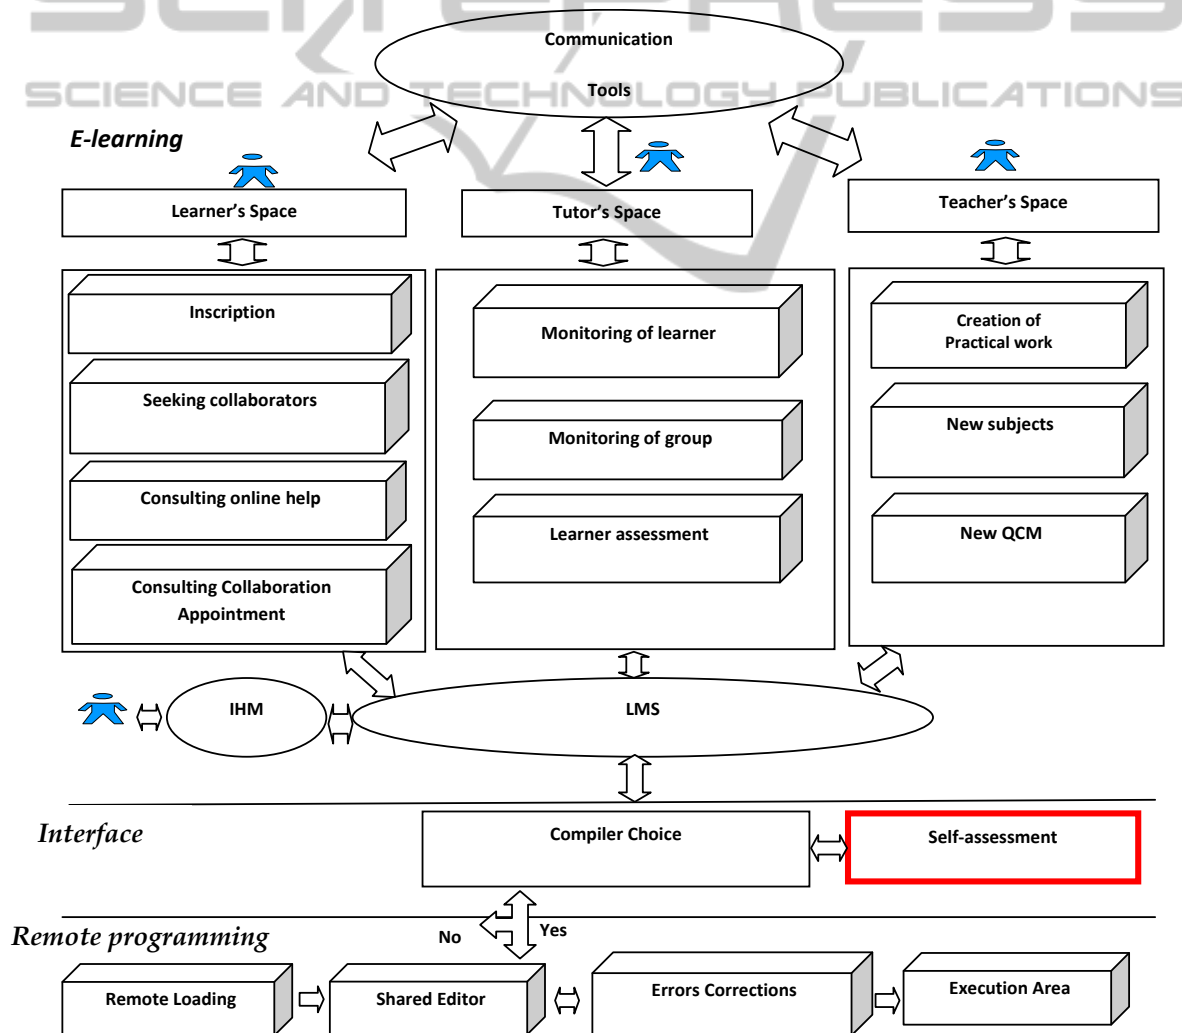 SCITEPRESS
Communication
Tools
SCIENCE AND TECHNOLOGY PUBLICATIONS
E-learning
Learner's Space
Tutor's Space
Teacher's Space
Inscription
Seeking collaborators
Consulting online help
Consulting Collaboration
Appointment
Monitoring of learner
Monitoring of group
Learner assessment
Creation of
Practical work
New subjects
New QCM
IHM
LMS
Interface
Compiler Choice
Self-assessment
Remote programming
No
Yes
Remote Loading
Shared Editor
Errors Corrections
Execution Area